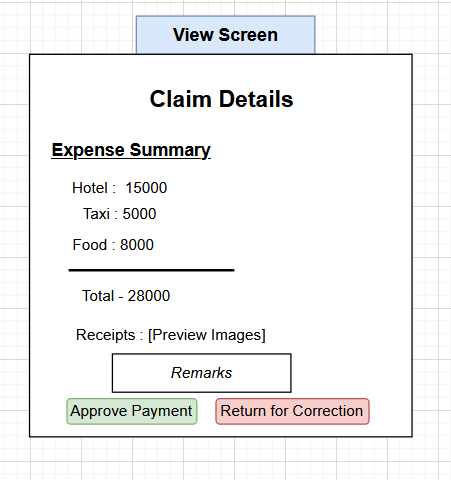 View Screen
Claim Details
Expense Summary
Hotel : 15000
Taxi : 5000
Food : 8000
Total - 28000
Receipts : [Preview Images]
Remarks
Approve Payment
Return for Correction